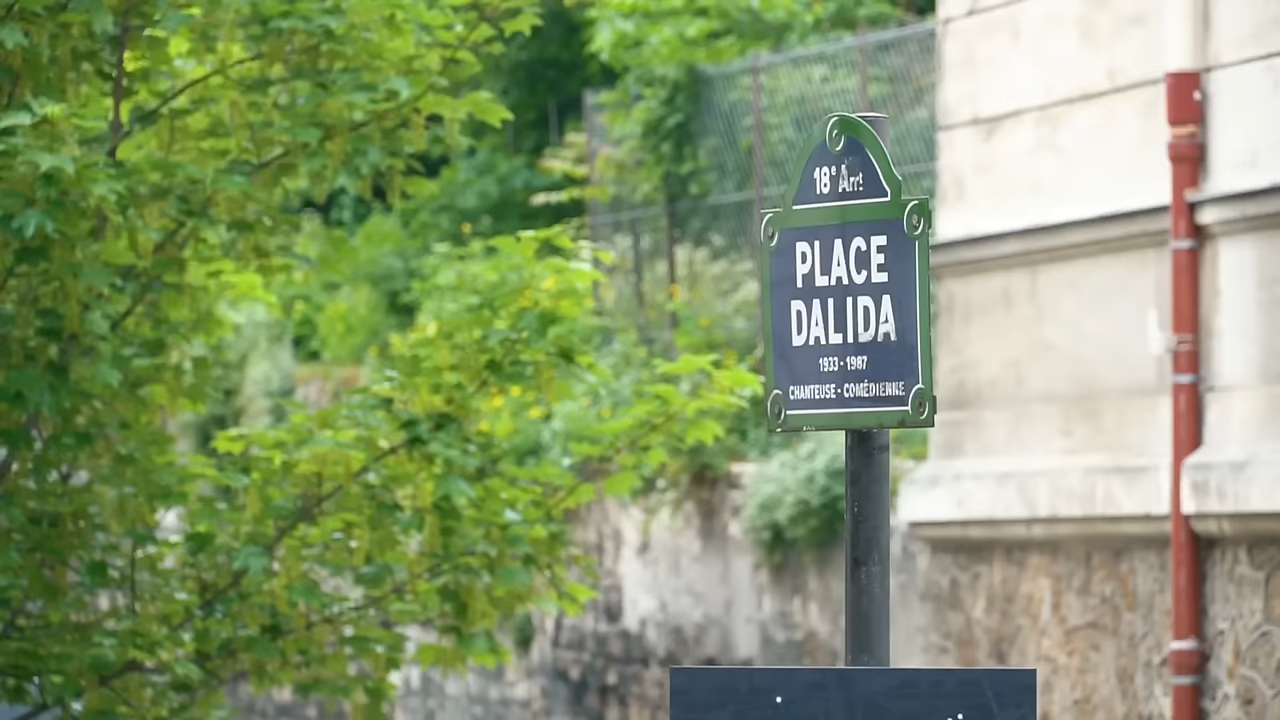 18e Arrt
PLACE
DALIDA
1933 - 1987
CHANTEUSE - COMÉDIENNE